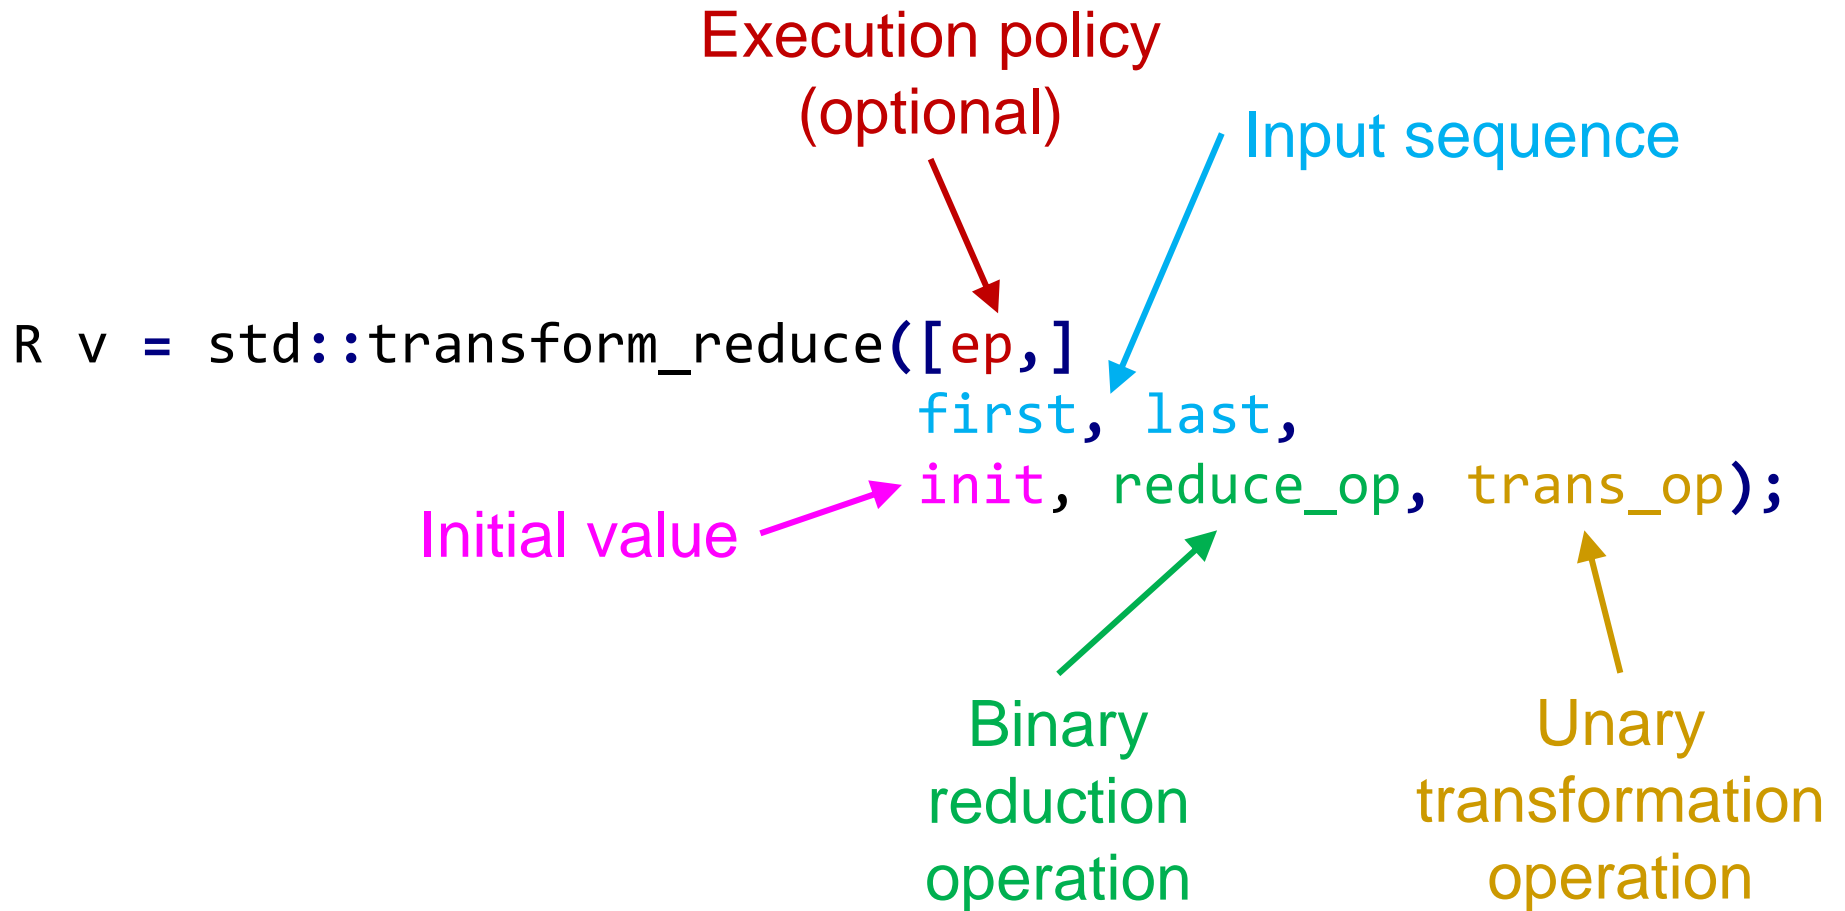 Execution policy
(optional)
Input sequence
R v = std::transform_reduce([ep,]
first, last,
init, reduce_op, trans_op);
Initial value
Binary
reduction
operation
Unary
transformation
operation